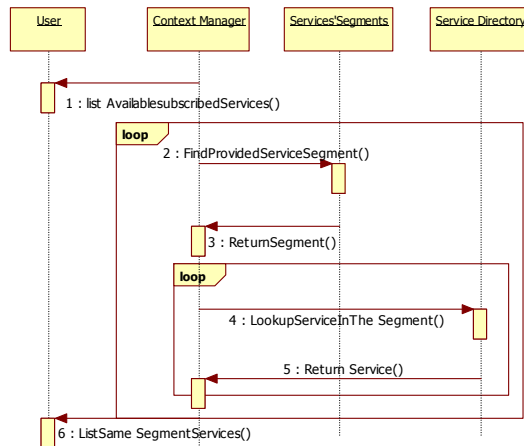 User
Context Manager
Services'Segments
Service Directory
1 : list AvailablesubscribedServices()
loop
2 : FindProvidedServiceSegment()
3 : ReturnSegment()
loop
4 : LookupServiceInThe Segment()
5 : Return Service()
6 : ListSame SegmentServices()